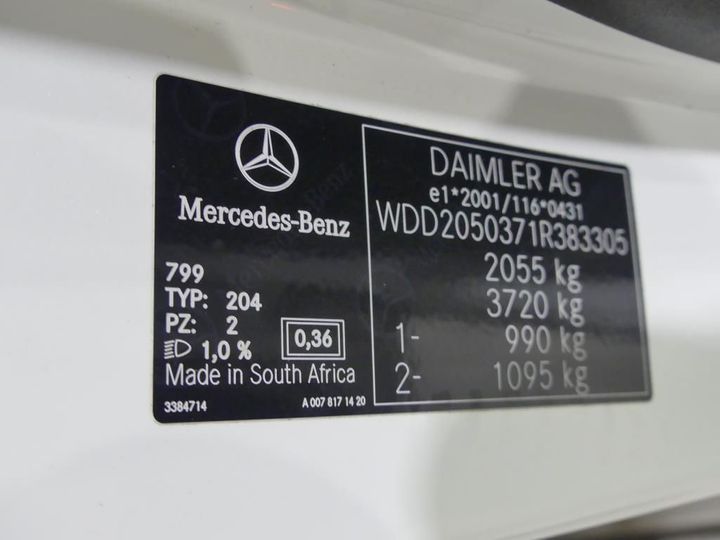 Mercedes-Benz
799
TYP: 204
PZ: 2
1,0 %
0,36
Made in South Africa
3384714
A 007 817 14 20
DAIMLER AG
e1*2001/116*0431
WDD2050371R383305
2055 kg
3720 kg
1- 990 kg
2- 1095 kg